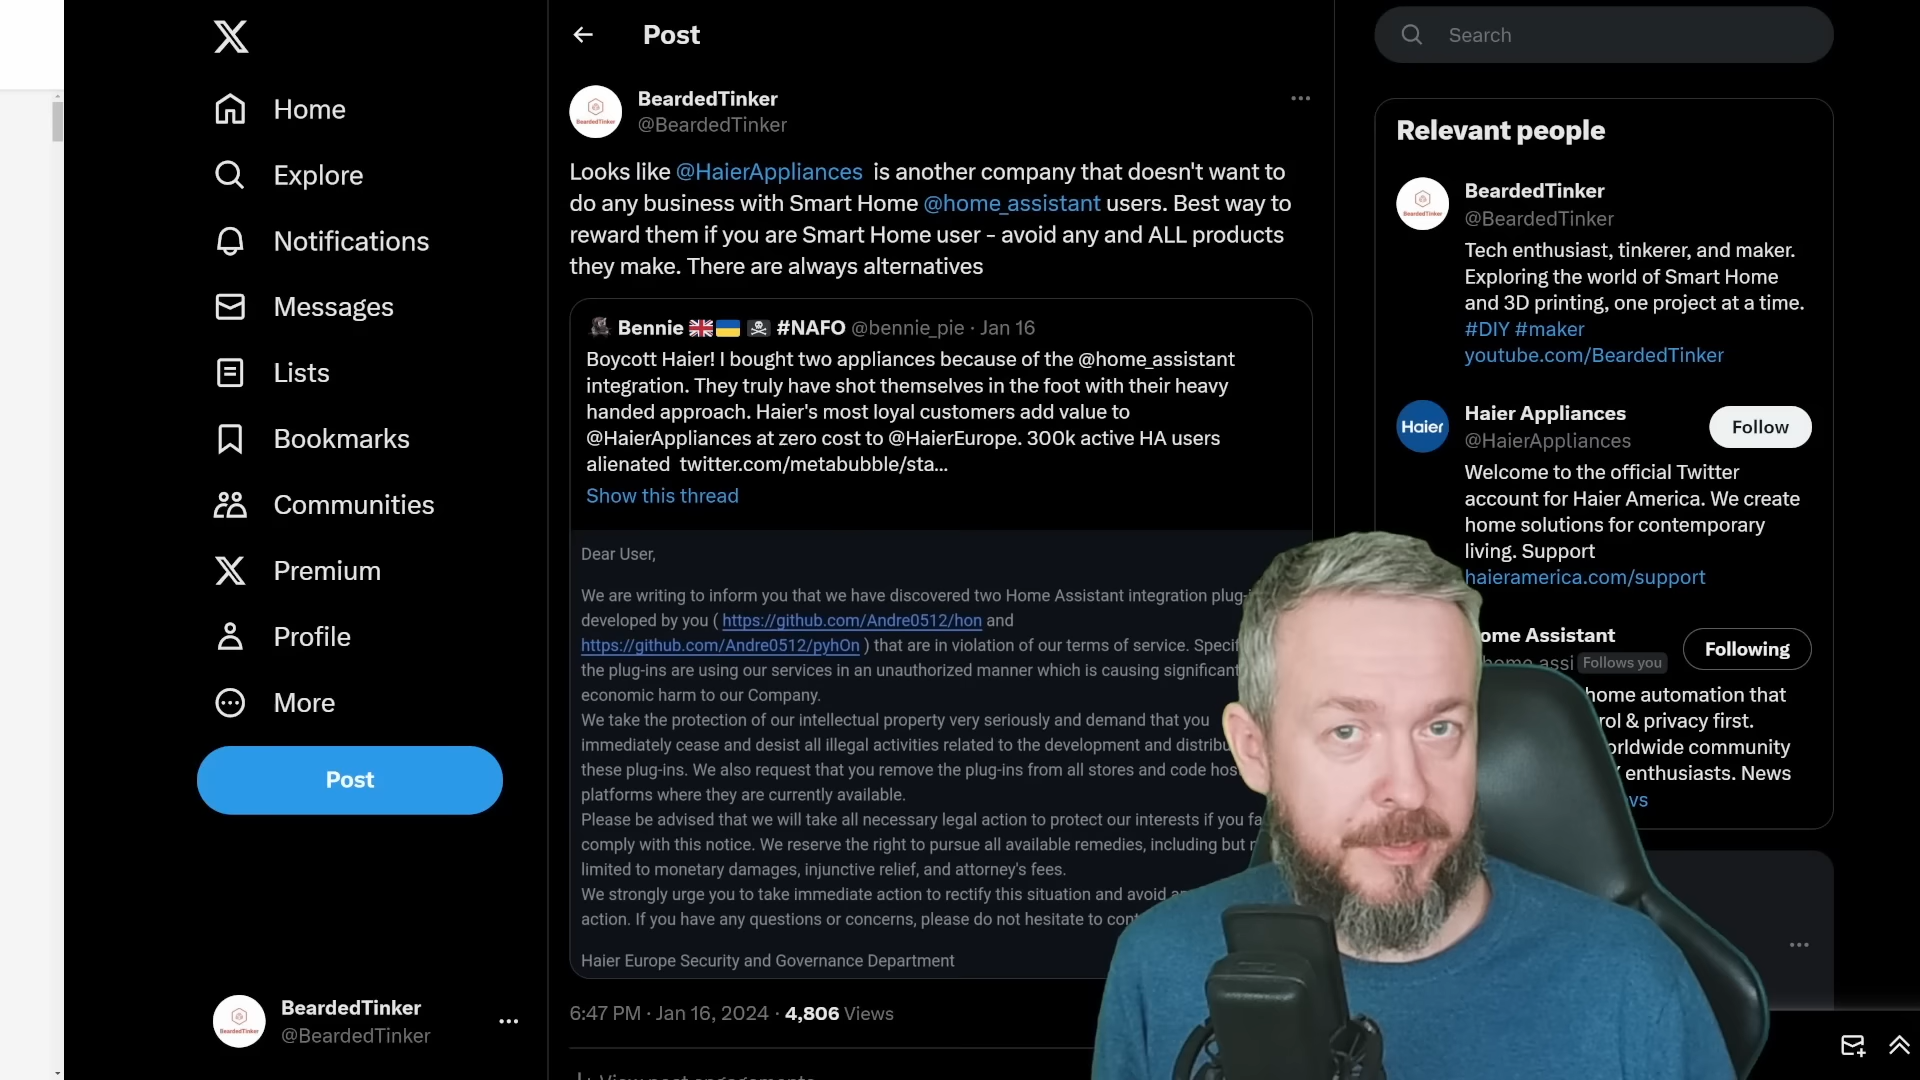 Home
Explore
Notifications
Messages
Lists
Bookmarks
Communities
Premium
Profile
More
Post
BeardedTinker
@BeardedTinker
Post
BeardedTinker
BeardedTinker
@BeardedTinker
Looks like @HaierAppliances is another company that doesn't want to
do any business with Smart Home @home_assistant users. Best way to
reward them if you are Smart Home user - avoid any and ALL products
they make. There are always alternatives
Bennie #NAFO @bennie_pie · Jan 16
Boycott Haier! I bought two appliances because of the @home_assistant
integration. They truly have shot themselves in the foot with their heavy
handed approach. Haier's most loyal customers add value to
@HaierAppliances at zero cost to @HaierEurope. 300k active HA users
alienated twitter.com/metabubble/sta...
Show this thread
Dear User,
We are writing to inform you that we have discovered two Home Assistant integration plug-
developed by you ( https://github.com/Andre0512/hon and
https://github.com/Andre0512/pyhOn ) that are in violation of our terms of service. Specif
the plug-ins are using our services in an unauthorized manner which is causing significant
economic harm to our Company.
We take the protection of our intellectual property very seriously and demand that you
immediately cease and desist all illegal activities related to the development and distribu
these plug-ins. We also request that you remove the plug-ins from all stores and code hos
platforms where they are currently available.
Please be advised that we will take all necessary legal action to protect our interests if you fa
comply with this notice. We reserve the right to pursue all available remedies, including but
limited to monetary damages, injunctive relief, and attorney's fees.
We strongly urge you to take immediate action to rectify this situation and avoid
action. If you have any questions or concerns, please do not hesitate to cont
Haier Europe Security and Governance Department
6:47 PM · Jan 16, 2024 · 4,806 Views
Search
Relevant people
BeardedTinker
BeardedTinker
@BeardedTinker
Tech enthusiast, tinkerer, and maker.
Exploring the world of Smart Home
and 3D printing, one project at a time.
#DIY #maker
youtube.com/BeardedTinker
Haier
Haier Appliances
@HaierAppliances
Follow
Welcome to the official Twitter
account for Haier America. We create
home solutions for contemporary
living. Support
haieramerica.com/support
ome Assistant
home_assi Follows you
Following
home automation that
rol & privacy first.
orldwide community
enthusiasts. News
vs